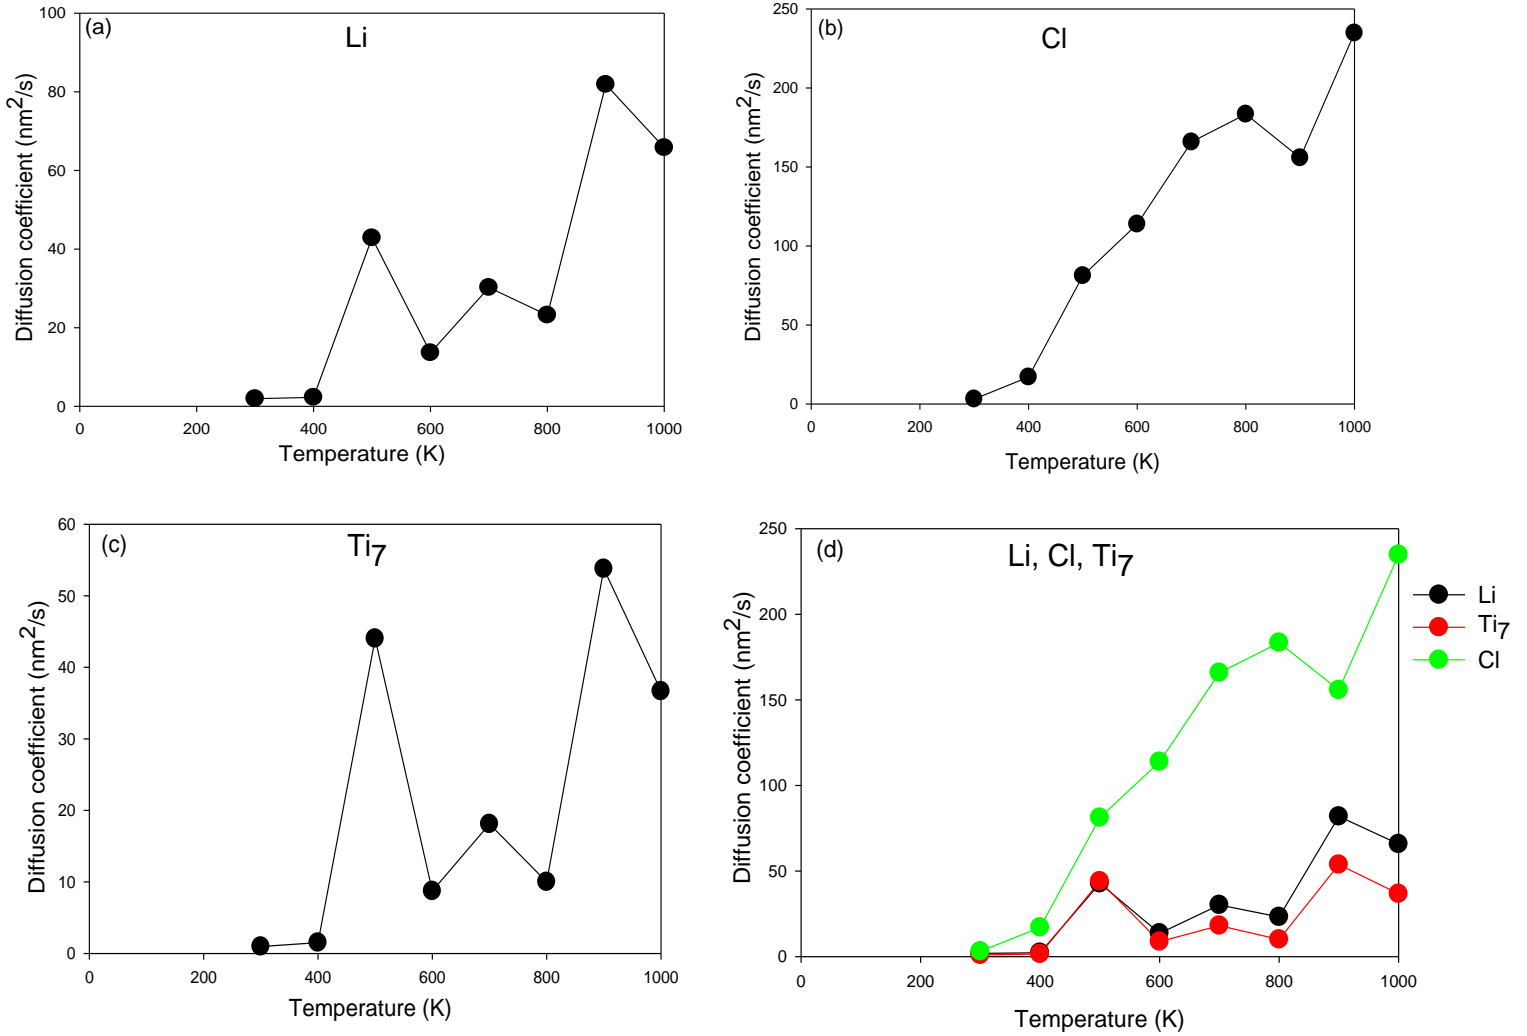 (a)
Li
Diffusion coefficient (nm2/s)
100
80
60
40
20
0
0 200 400 600 800 1000
Temperature (K)
(b)
Cl
Diffusion coefficient (nm2/s)
250
200
150
100
50
0
0 200 400 600 800 1000
Temperature (K)
(c)
Ti7
Diffusion coefficient (nm2/s)
60
50
40
30
20
10
0
0 200 400 600 800 1000
Temperature (K)
(d)
Li, Cl, Ti7
Diffusion coefficient (nm2/s)
250
200
150
100
50
0
0 200 400 600 800 1000
Temperature (K)
Li
Ti7
Cl